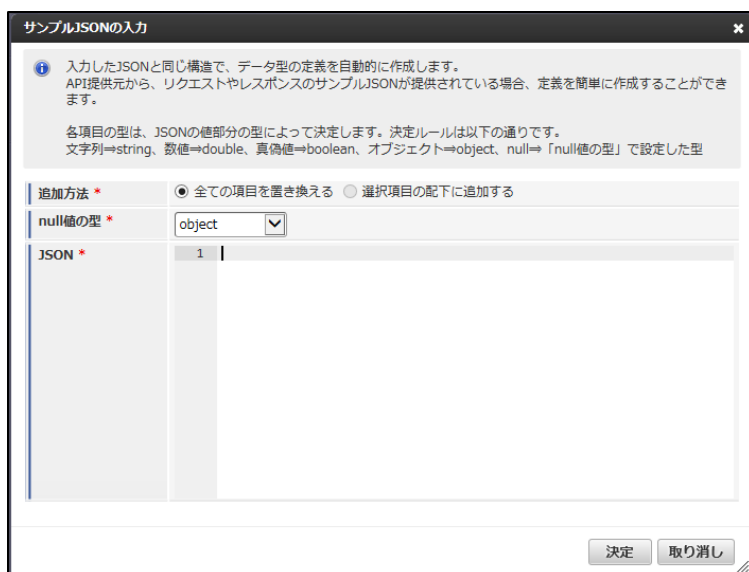 サンプルJSONの入力
入力したJSONと同じ構造で、データ型の定義を自動的に作成します。
API提供元から、リクエストやレスポンスのサンプルJSONが提供されている場合、定義を簡単に作成することができ
ます。
各項目の型は、JSONの値部分の型によって決定します。決定ルールは以下の通りです。
文字列⇒string、数値⇒double、真偽値⇒boolean、オブジェクト⇒object、null⇒「null値の型」で設定した型
追加方法 * 全ての項目を置き換える 選択項目の配下に追加する
null値の型 * object
JSON * 1
決定 取り消し